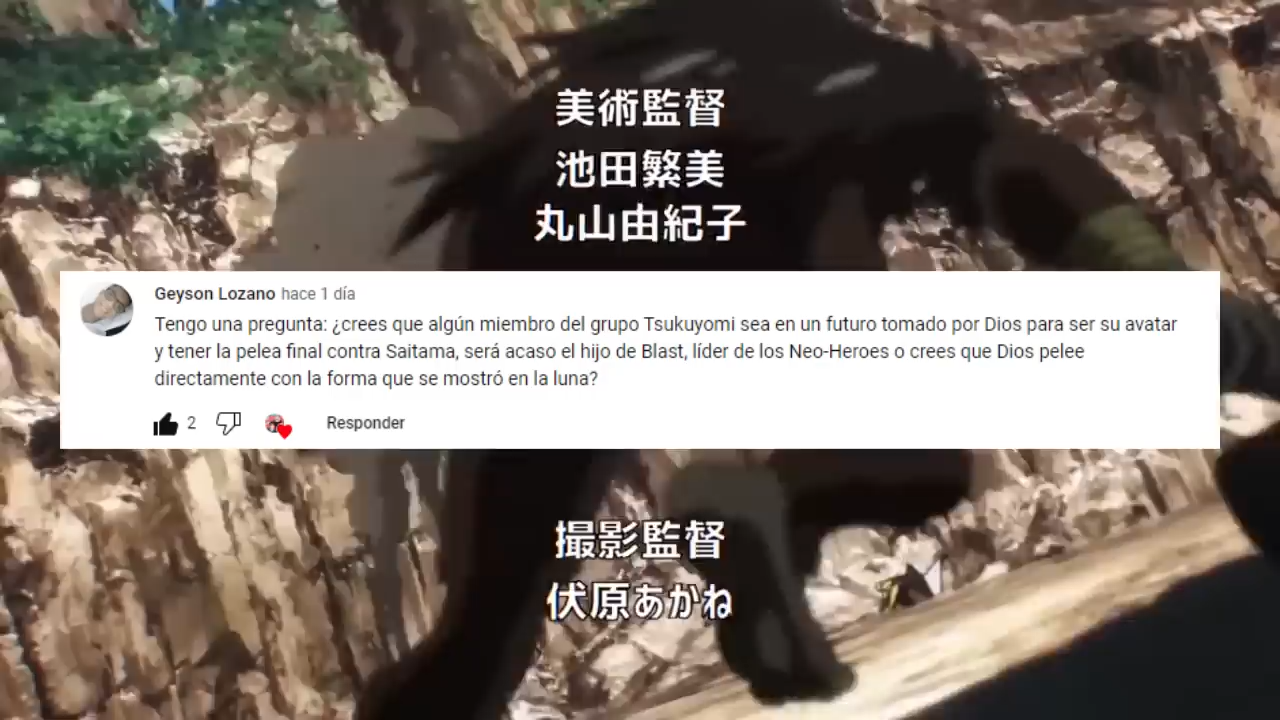 美術監督
池田繁美
丸山由紀子
Geyson Lozano hace 1 día
Tengo una pregunta: ¿crees que algún miembro del grupo Tsukuyomi sea en un futuro tomado por Dios para ser su avatar
y tener la pelea final contra Saitama, será acaso el hijo de Blast, líder de los Neo-Heroes o crees que Dios pelee
directamente con la forma que se mostró en la luna?
2 Responder
撮影監督
伏原あかね